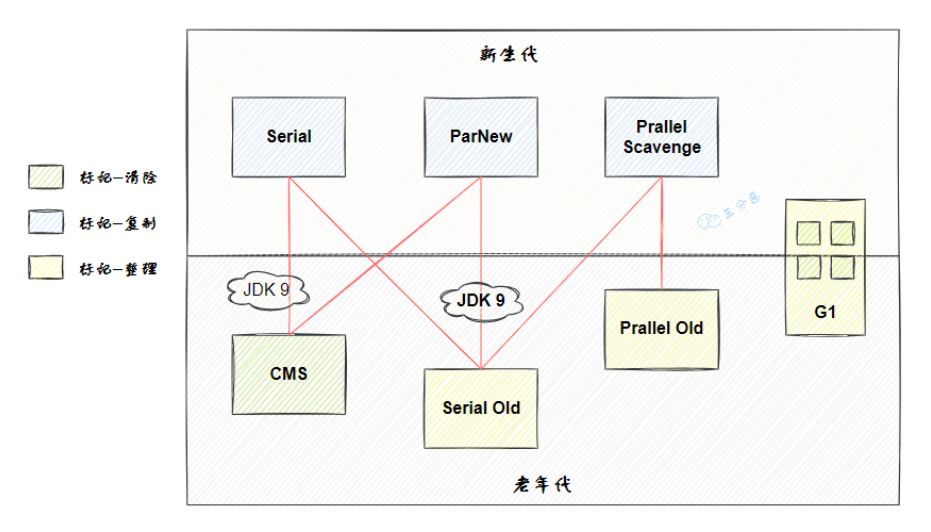 新生代
Serial
ParNew
Prallel
Scavenge
标记-清除
标记-复制
标记-整理
三分恶
JDK 9
JDK 9
G1
Prallel Old
CMS
Serial Old
老年代